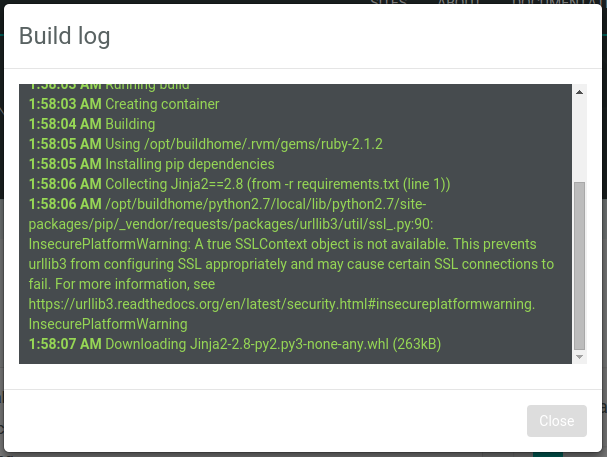 SITES ABOUT
Build log
1:58:03 AM Running build
1:58:03 AM Creating container
1:58:04 AM Building
1:58:05 AM Using /opt/buildhome/.rvm/gems/ruby-2.1.2
1:58:05 AM Installing pip dependencies
1:58:06 AM Collecting Jinja2==2.8 (from -r requirements.txt (line 1))
1:58:06 AM /opt/buildhome/python2.7/local/lib/python2.7/site-
packages/pip/_vendor/requests/packages/urllib3/util/ssl_.py:90:
InsecurePlatformWarning: A true SSLContext object is not available. This prevents
urllib3 from configuring SSL appropriately and may cause certain SSL connections to
fail. For more information, see
https://urllib3.readthedocs.org/en/latest/security.html#insecureplatformwarning.
InsecurePlatformWarning
1:58:07 AM Downloading Jinja2-2.8-py2.py3-none-any.whl (263kB)
Close